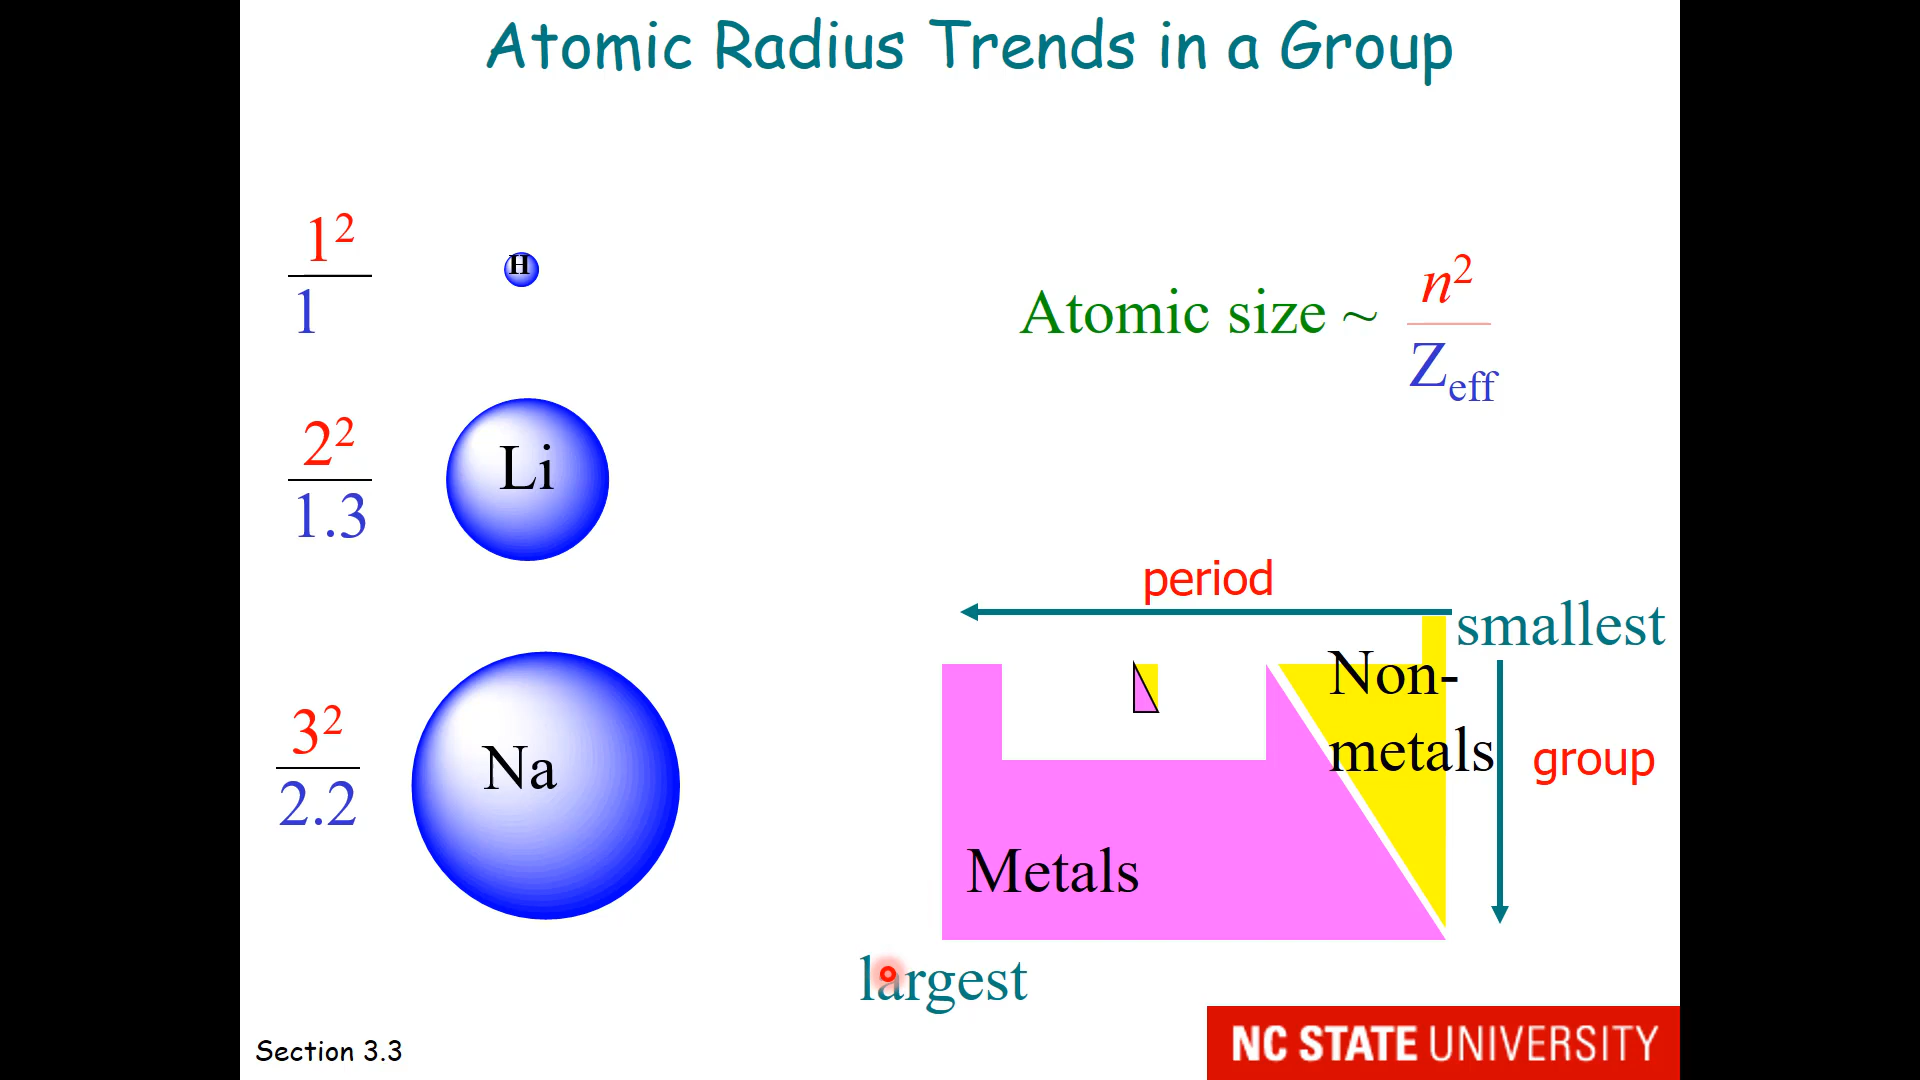 Atomic Radius Trends in a Group
1²
1
H
Atomic size ~ n²
Zeff
2²
1.3
Li
period
smallest
Non-
metals
group
3²
2.2
Na
Metals
largest
Section 3.3
NC STATE UNIVERSITY